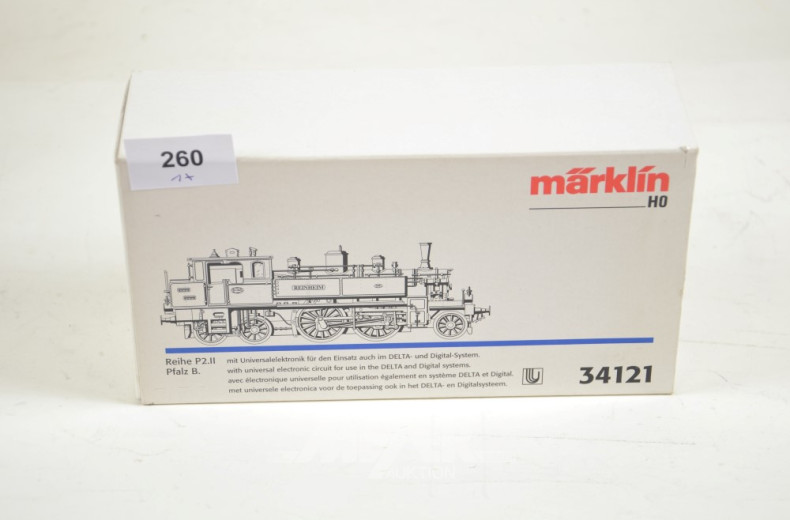 260
1x
märklin
H0
REINHEIM
Reihe P2.II
Pfalz B.
mit Universalelektronik für den Einsatz auch im DELTA- und Digital-System.
with universal electronic circuit for use in the DELTA and Digital systems.
avec électronique universelle pour utilisation également en système DELTA et Digital.
met universele electronica voor de toepassing ook in het DELTA- en Digitalsysteem.
34121